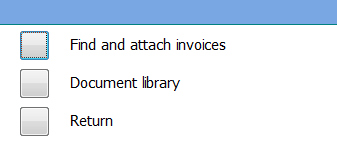 Find and attach invoices
Document library
Return